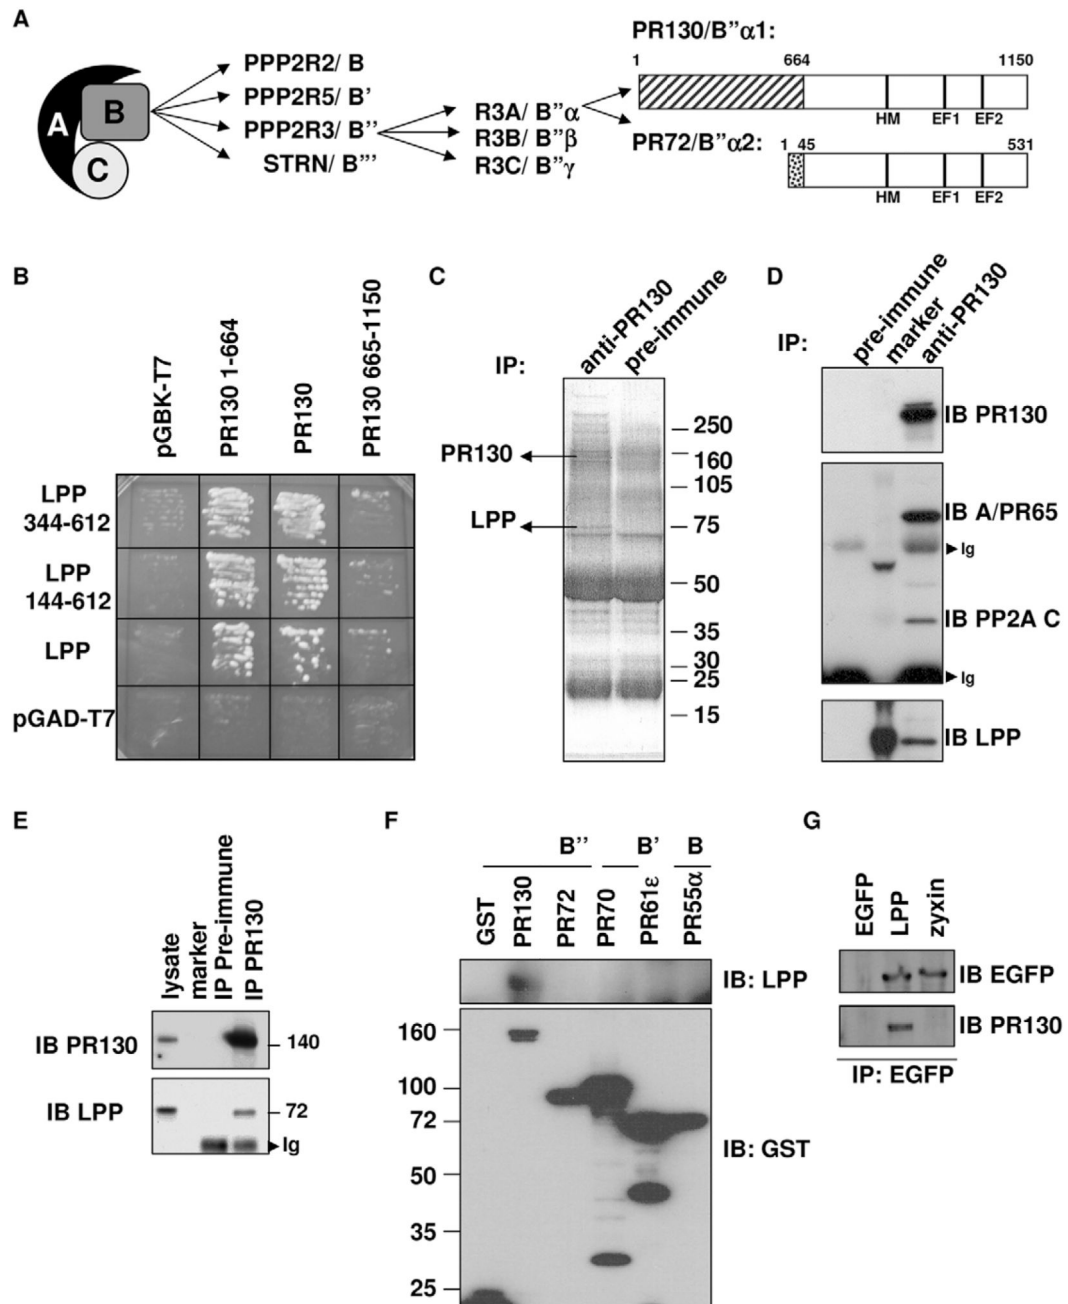 A
PR130/B”α1:
1 664 1150
HM EF1 EF2
A B C
PPP2R2/ B
PPP2R5/ B'
PPP2R3/ B''
STRN/ B'''
R3A/ B”α
R3B/ B”β
R3C/ B”γ
PR72/B”α2:
1 45 531
HM EF1 EF2
B
pGBK-T7
PR130 1-664
PR130
PR130 665-1150
LPP
344-612
LPP
144-612
LPP
pGAD-T7
C
IP:
anti-PR130
pre-immune
PR130
LPP
250
160
105
75
50
35
30
25
15
D
IP:
pre-immune
marker
anti-PR130
IB PR130
IB A/PR65
Ig
IB PP2A C
Ig
IB LPP
E
lysate
marker
IP Pre-immune
IP PR130
IB PR130
140
IB LPP
72
Ig
F
B'' B' B
GST
PR130
PR72
PR70
PR61ε
PR55α
IB: LPP
160
100
72
50
35
25
IB: GST
G
EGFP
LPP
zyxin
IB EGFP
IB PR130
IP: EGFP